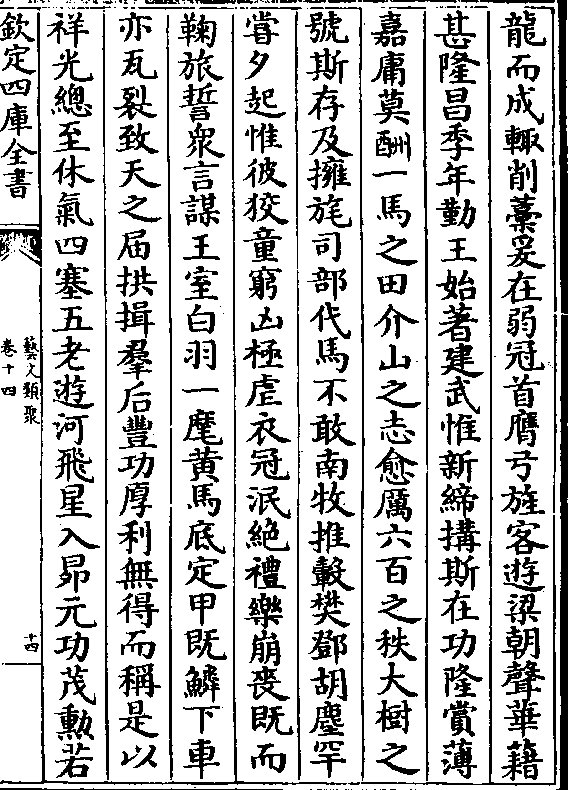 龍而成輒削藁爰在弱冠首膺弓旌客遊梁朝聲華籍
甚隆昌季年勤王始著建武惟新締搆斯在功隆賞薄
嘉庸莫酬一馬之田介山之志愈厲六百之秩大樹之
號斯存及擁旄司部代馬不敢南牧推轂樊鄧胡塵罕
嘗夕起惟彼狡童窮凶極虐衣冠泯絶禮樂崩喪既而
鞠旅誓衆言謀王室白羽一麾黄鳥底定甲既鱗下車
亦瓦裂致天之届拱揖羣后豐功厚利無得而稱是以
祥光總至休氣四塞五老遊河飛星入昴元功茂勳若
欽定四庫全書
藝文類聚
卷十四
十四